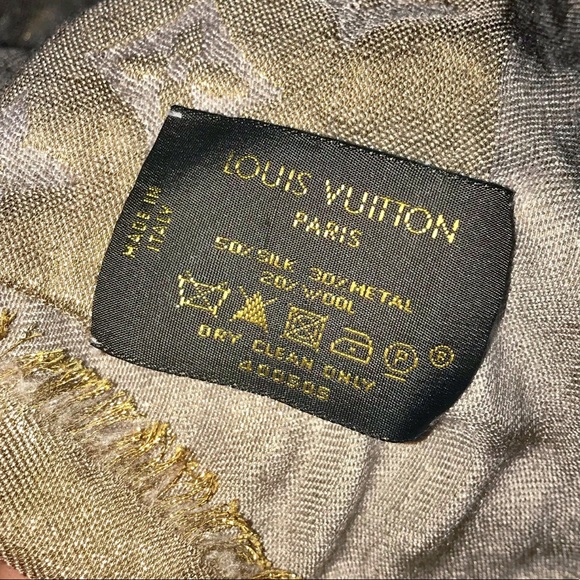 LOUIS VUITTON
PARIS
MADE IN
ITALY
50% SILK 30% METAL
20% WOOL
P
DRY CLEAN ONLY